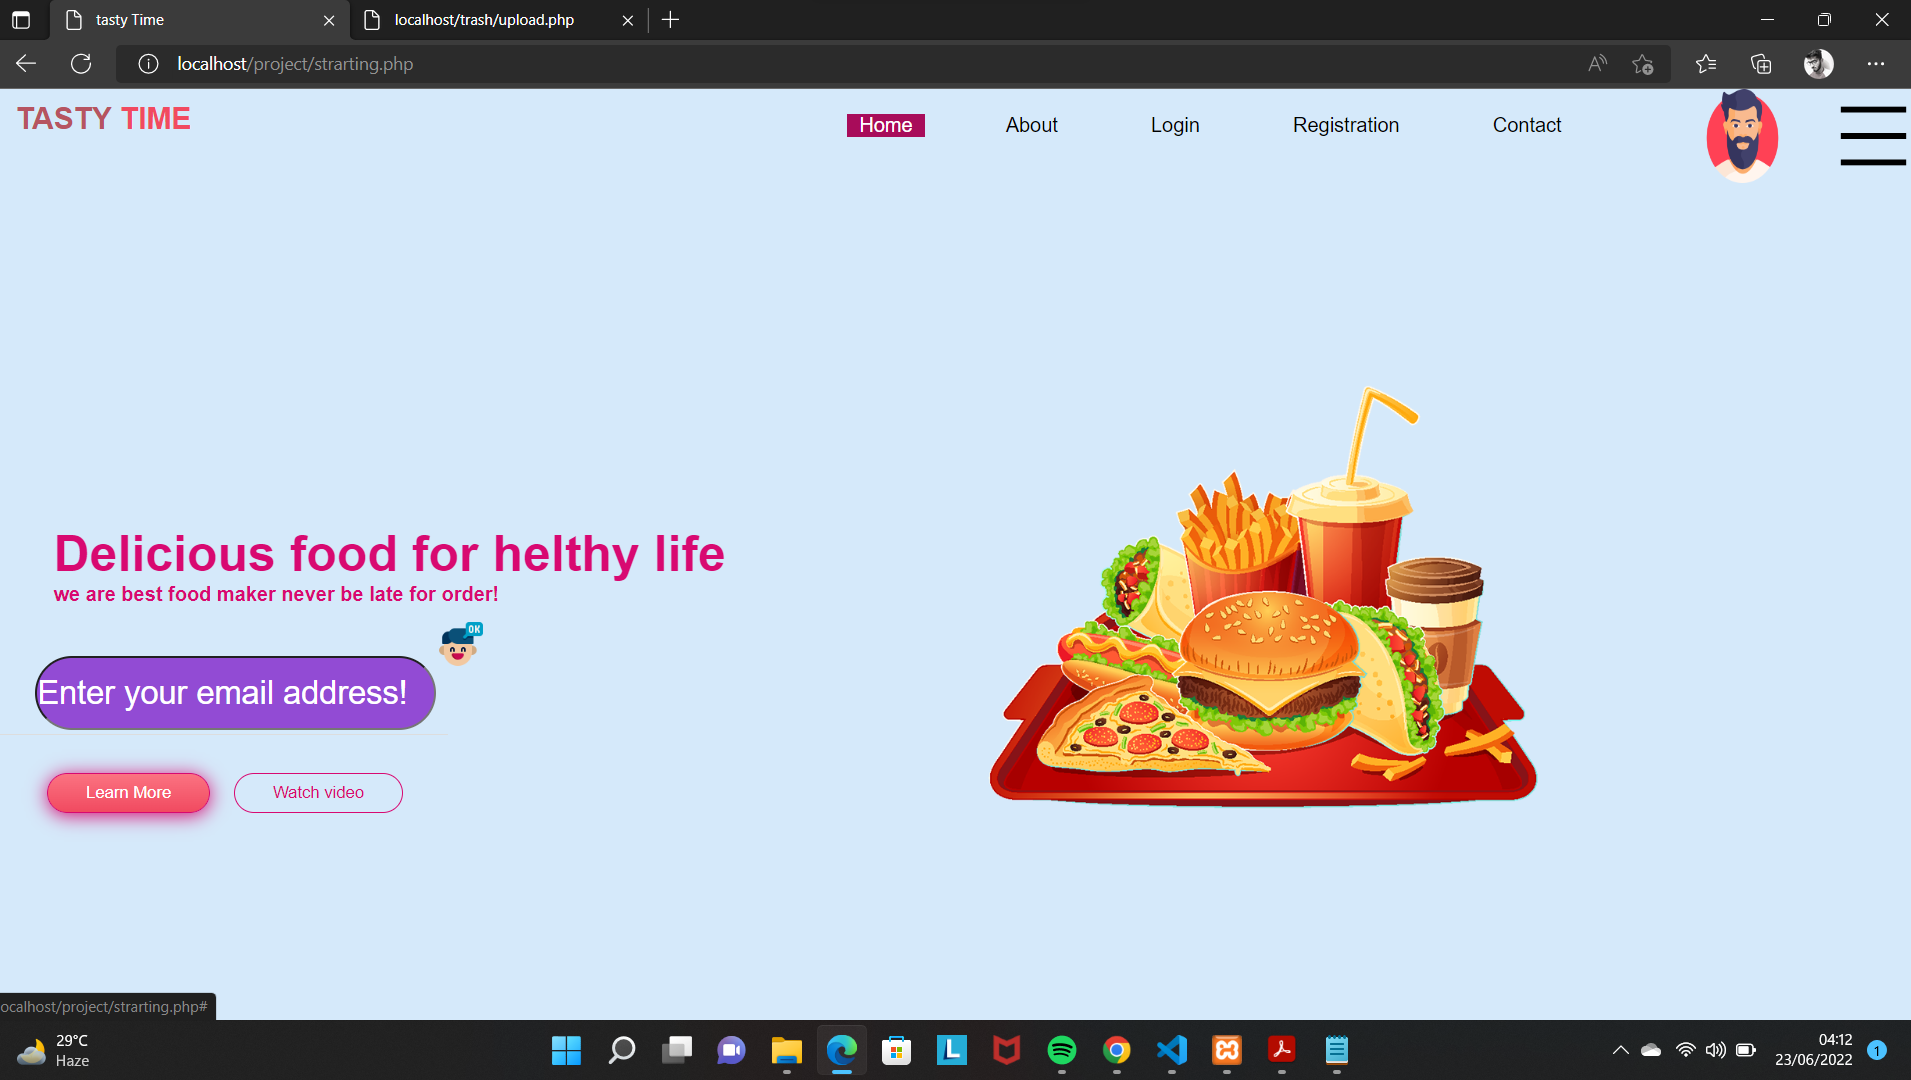 tasty Time
localhost/trash/upload.php
localhost/project/strarting.php
TASTY TIME
Home
About
Login
Registration
Contact
Delicious food for helthy life
we are best food maker never be late for order!
OK
Enter your email address!
Learn More
Watch video
ocalhost/project/strarting.php#
29°C
Haze
L
04:12
23/06/2022
1